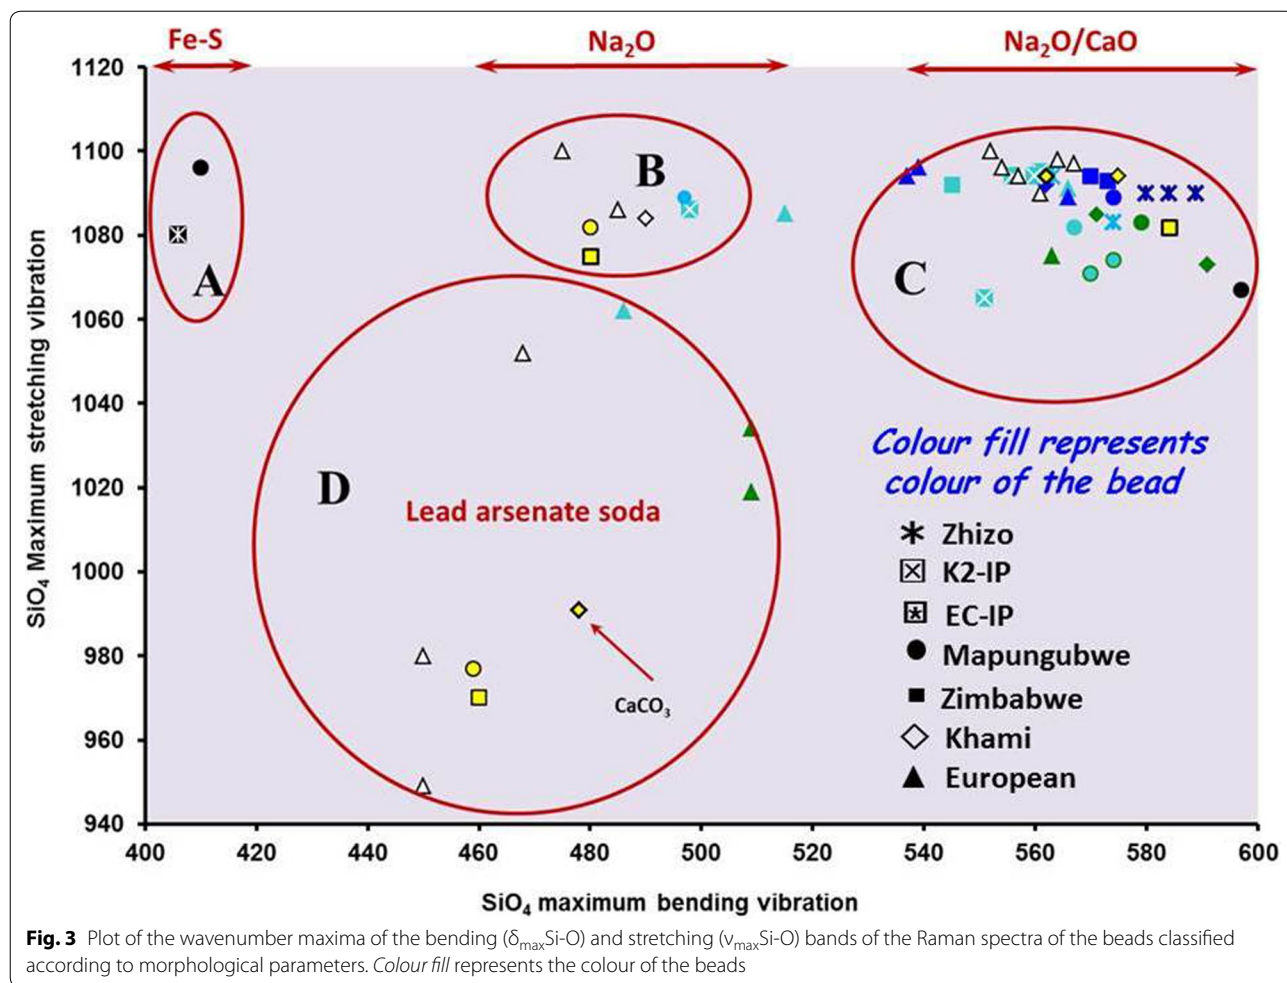 Fe-S Na₂O Na₂O/CaO
1120
1100
1080
1060
1040
1020
1000
980
960
940
SiO₄ Maximum stretching vibration
A
B
C
D
Lead arsenate soda
CaCO₃
Colour fill represents
colour of the bead
Zhizo
K2-IP
EC-IP
Mapungubwe
Zimbabwe
Khami
European
400 420 440 460 480 500 520 540 560 580 600
SiO₄ maximum bending vibration
Fig. 3 Plot of the wavenumber maxima of the bending (δmaxSi-O) and stretching (νmaxSi-O) bands of the Raman spectra of the beads classified
according to morphological parameters. Colour fill represents the colour of the beads